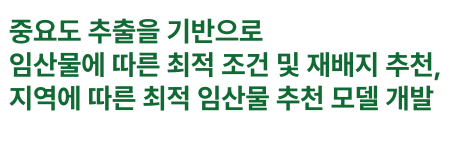 중요도 추출을 기반으로
임산물에 따른 최적 조건 및 재배지 추천,
지역에 따른 최적 임산물 추천 모델 개발